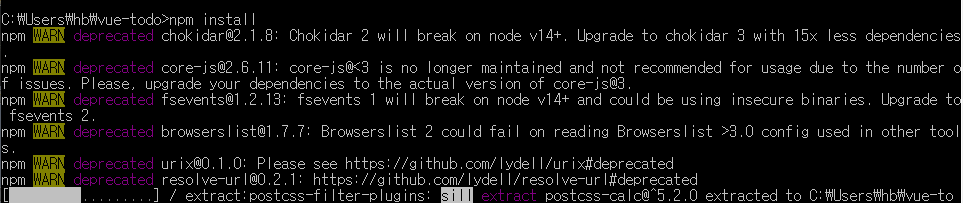 C:₩Users₩hb₩vue-todo>npm install
npm WARN deprecated chokidar@2.1.8: Chokidar 2 will break on node v14+. Upgrade to chokidar 3 with 15x less dependencies
.
npm WARN deprecated core-js@2.6.11: core-js@<3 is no longer maintained and not recommended for usage due to the number o
f issues. Please, upgrade your dependencies to the actual version of core-js@3.
npm WARN deprecated fsevents@1.2.13: fsevents 1 will break on node v14+ and could be using insecure binaries. Upgrade to
 fsevents 2.
npm WARN deprecated browserslist@1.7.7: Browserslist 2 could fail on reading Browserslist >3.0 config used in other tool
s.
npm WARN deprecated urix@0.1.0: Please see https://github.com/lydell/urix#deprecated
npm WARN deprecated resolve-url@0.2.1: https://github.com/lydell/resolve-url#deprecated
[         .........] / extract:postcss-filter-plugins: sill extract postcss-calc@^5.2.0 extracted to C:₩Users₩hb₩vue-to